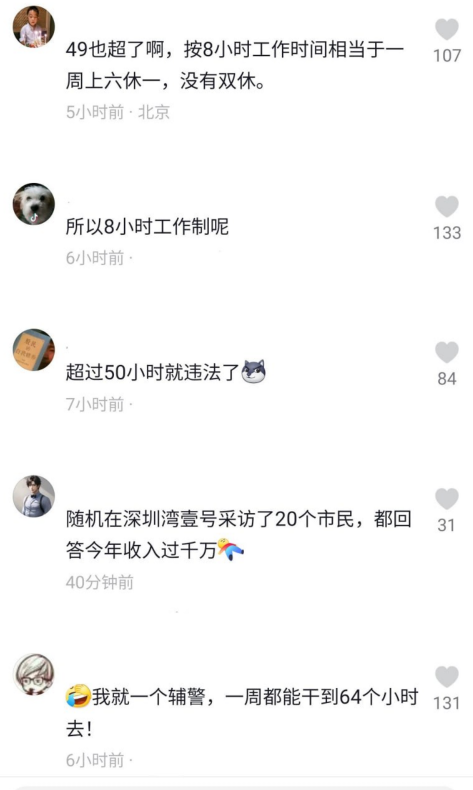 49也超了啊，按8小时工作时间相当于一
周上六休一，没有双休。
5小时前 · 北京
107
所以8小时工作制呢
6小时前 ·
133
超过50小时就违法了
7小时前 ·
84
随机在深圳湾壹号采访了20个市民，都回
答今年收入过千万
40分钟前
31
我就一个辅警，一周都能干到64个小时
去！
6小时前 ·
131